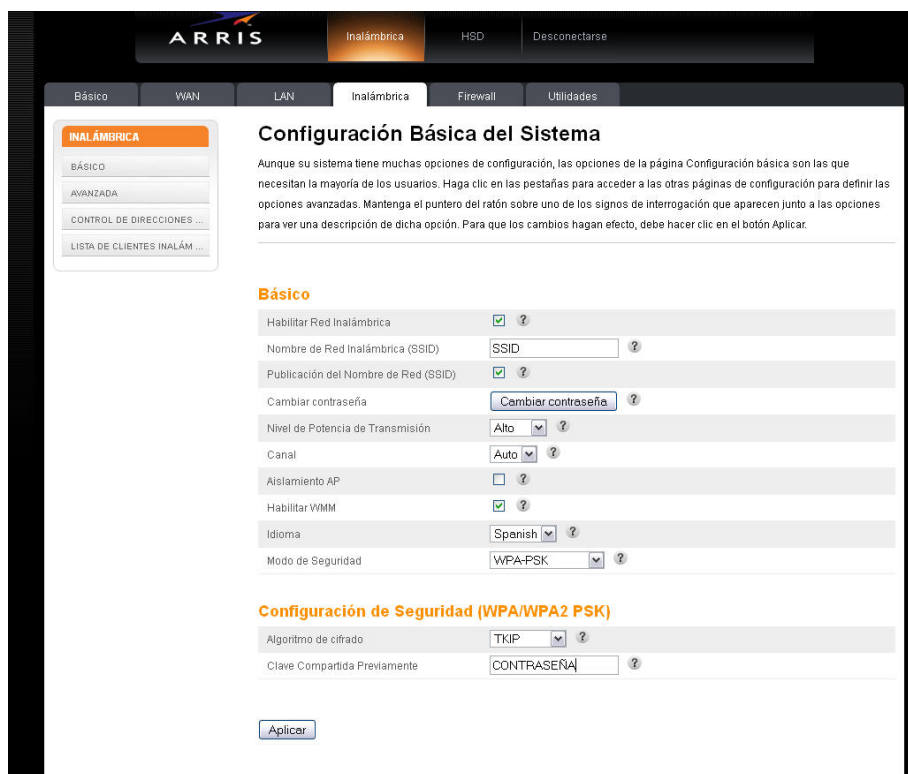 ARRIS
Inalámbrica HSD Desconectarse
Básico WAN LAN Inalámbrica Firewall Utilidades
INALÁMBRICA
BÁSICO
AVANZADA
CONTROL DE DIRECCIONES ...
LISTA DE CLIENTES INALÁM ...
Configuración Básica del Sistema
Aunque su sistema tiene muchas opciones de configuración, las opciones de la página Configuración básica son las que
necesitan la mayoría de los usuarios. Haga clic en las pestañas para acceder a las otras páginas de configuración para definir las
opciones avanzadas. Mantenga el puntero del ratón sobre uno de los signos de interrogación que aparecen junto a las opciones
para ver una descripción de dicha opción. Para que los cambios hagan efecto, debe hacer clic en el botón Aplicar.
Básico
Habilitar Red Inalámbrica ?
Nombre de Red Inalámbrica (SSID) SSID ?
Publicación del Nombre de Red (SSID) ?
Cambiar contraseña Cambiar contraseña ?
Nivel de Potencia de Transmisión Alto ?
Canal Auto ?
Aislamiento AP ?
Habilitar WMM ?
Idioma Spanish ?
Modo de Seguridad WPA-PSK ?
Configuración de Seguridad (WPA/WPA2 PSK)
Algoritmo de cifrado TKIP ?
Clave Compartida Previamente CONTRASEÑA ?
Aplicar